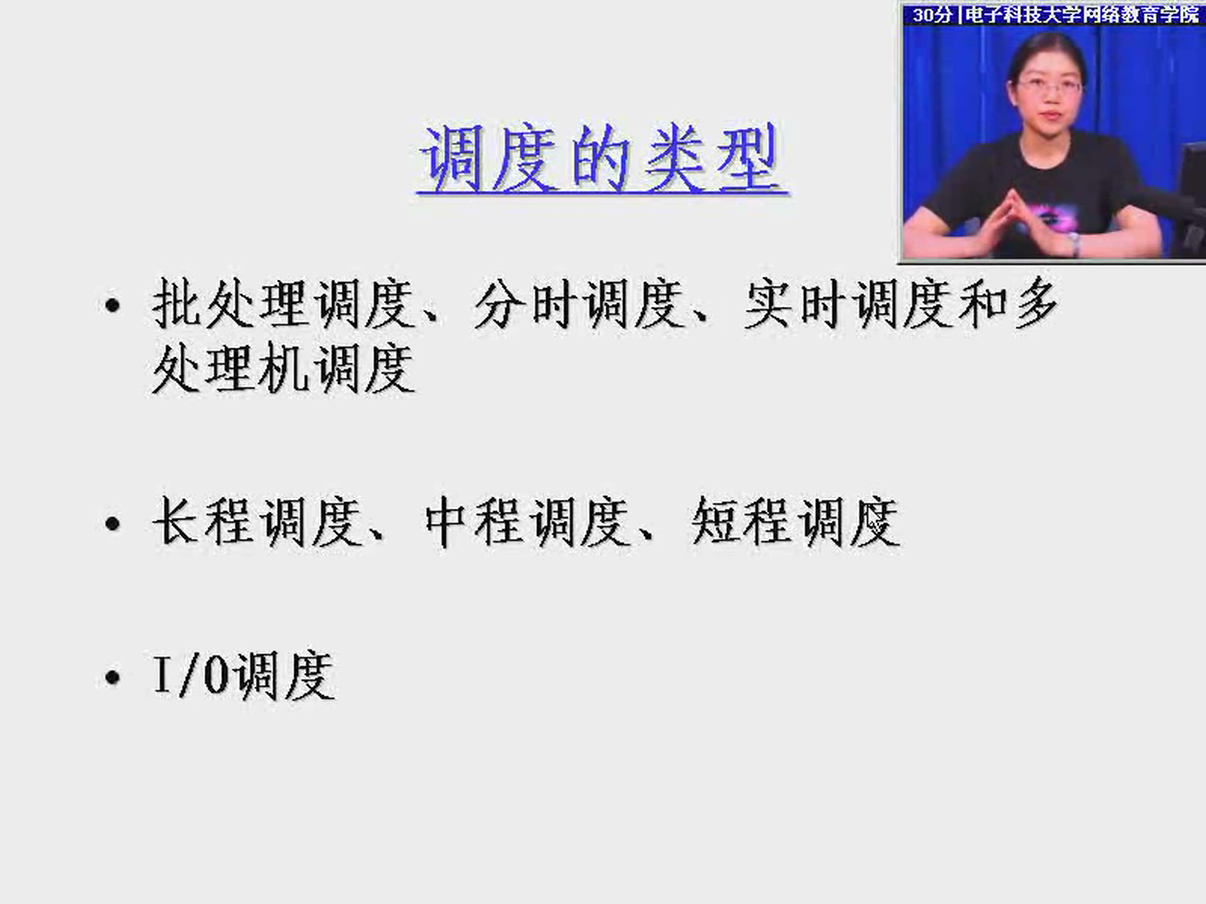 30分|电子科技大学网络教育学院
调度的类型
• 批处理调度、分时调度、实时调度和多
处理机调度
• 长程调度、中程调度、短程调度
• I/O调度